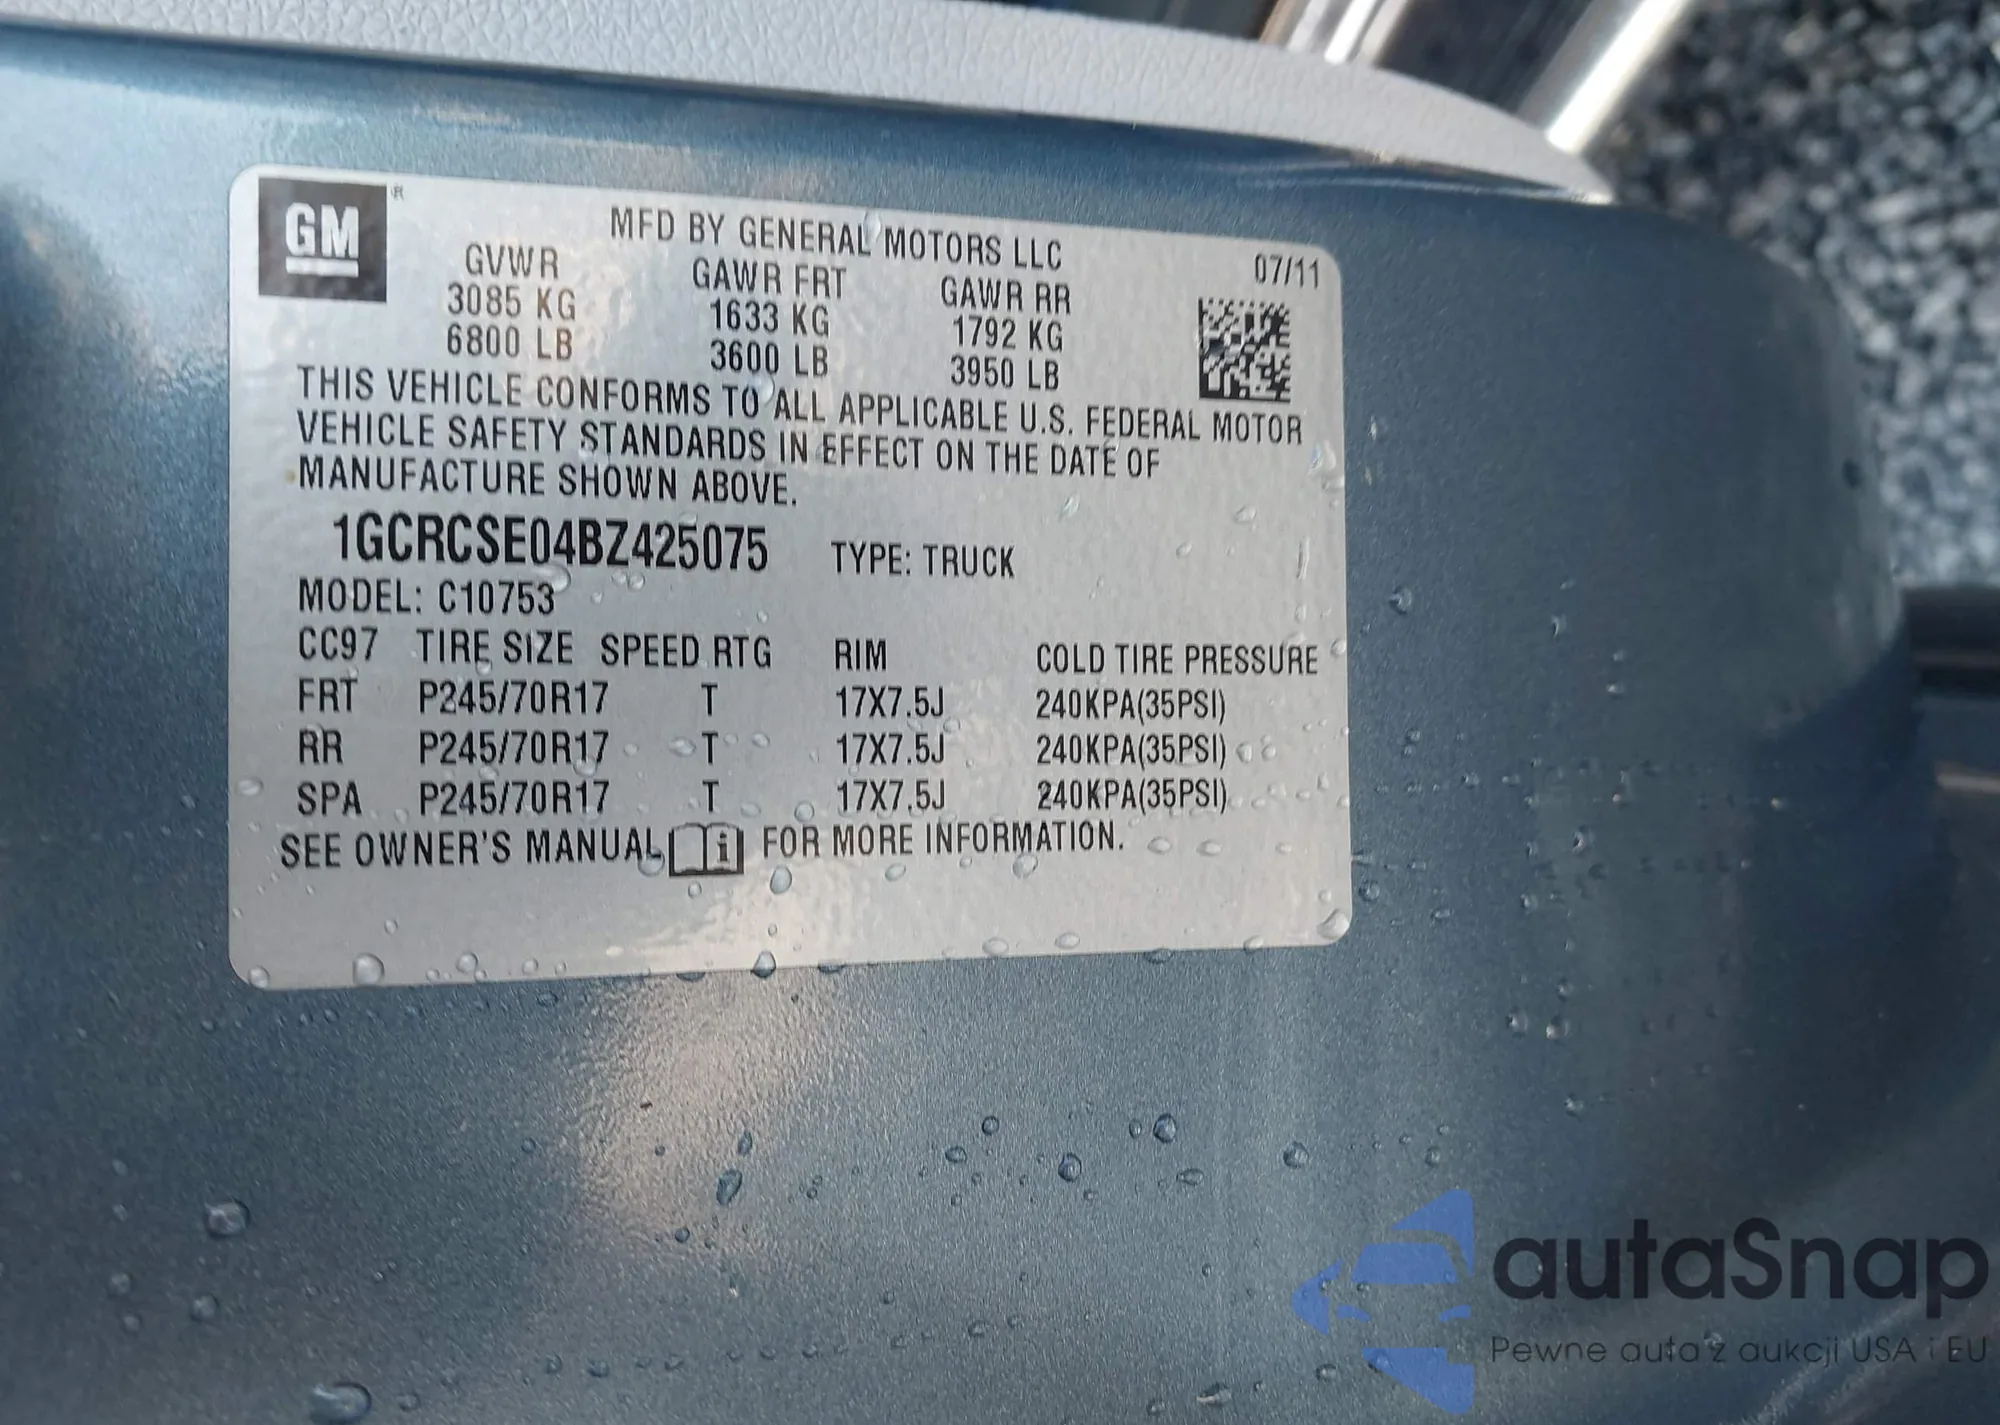 GM ®
MFD BY GENERAL MOTORS LLC 07/11
GVWR GAWR FRT GAWR RR
3085 KG 1633 KG 1792 KG
6800 LB 3600 LB 3950 LB
THIS VEHICLE CONFORMS TO ALL APPLICABLE U.S. FEDERAL MOTOR
VEHICLE SAFETY STANDARDS IN EFFECT ON THE DATE OF
MANUFACTURE SHOWN ABOVE.
1GCRCSE04BZ425075 TYPE: TRUCK
MODEL: C10753
CC97 TIRE SIZE SPEED RTG RIM COLD TIRE PRESSURE
FRT P245/70R17 T 17X7.5J 240KPA(35PSI)
RR P245/70R17 T 17X7.5J 240KPA(35PSI)
SPA P245/70R17 T 17X7.5J 240KPA(35PSI)
SEE OWNER'S MANUAL i FOR MORE INFORMATION.
autaSnap
Pewne auta z aukcji USA i EU